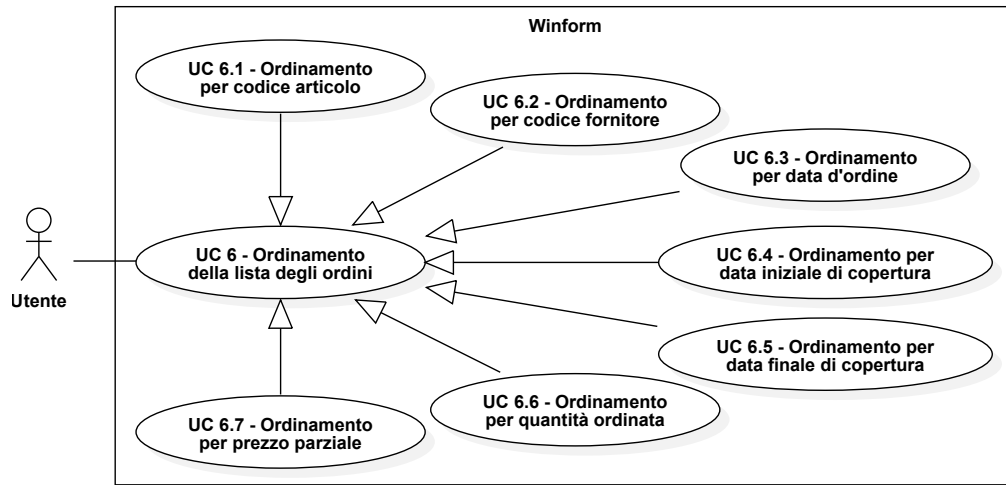 Winform
UC 6.1 - Ordinamento
per codice articolo
UC 6.2 - Ordinamento
per codice fornitore
UC 6.3 - Ordinamento
per data d'ordine
UC 6 - Ordinamento
della lista degli ordini
UC 6.4 - Ordinamento per
data iniziale di copertura
Utente
UC 6.5 - Ordinamento per
data finale di copertura
UC 6.6 - Ordinamento
per quantità ordinata
UC 6.7 - Ordinamento
per prezzo parziale